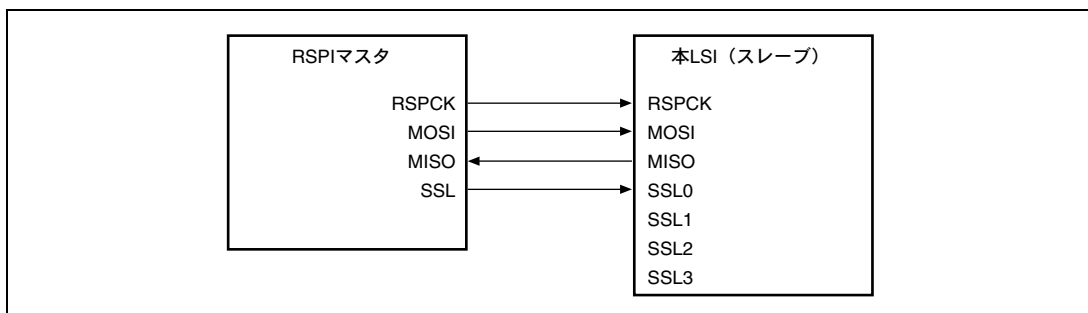 RSPIマスタ
RSPCK
MOSI
MISO
SSL
本LSI（スレーブ）
RSPCK
MOSI
MISO
SSL0
SSL1
SSL2
SSL3